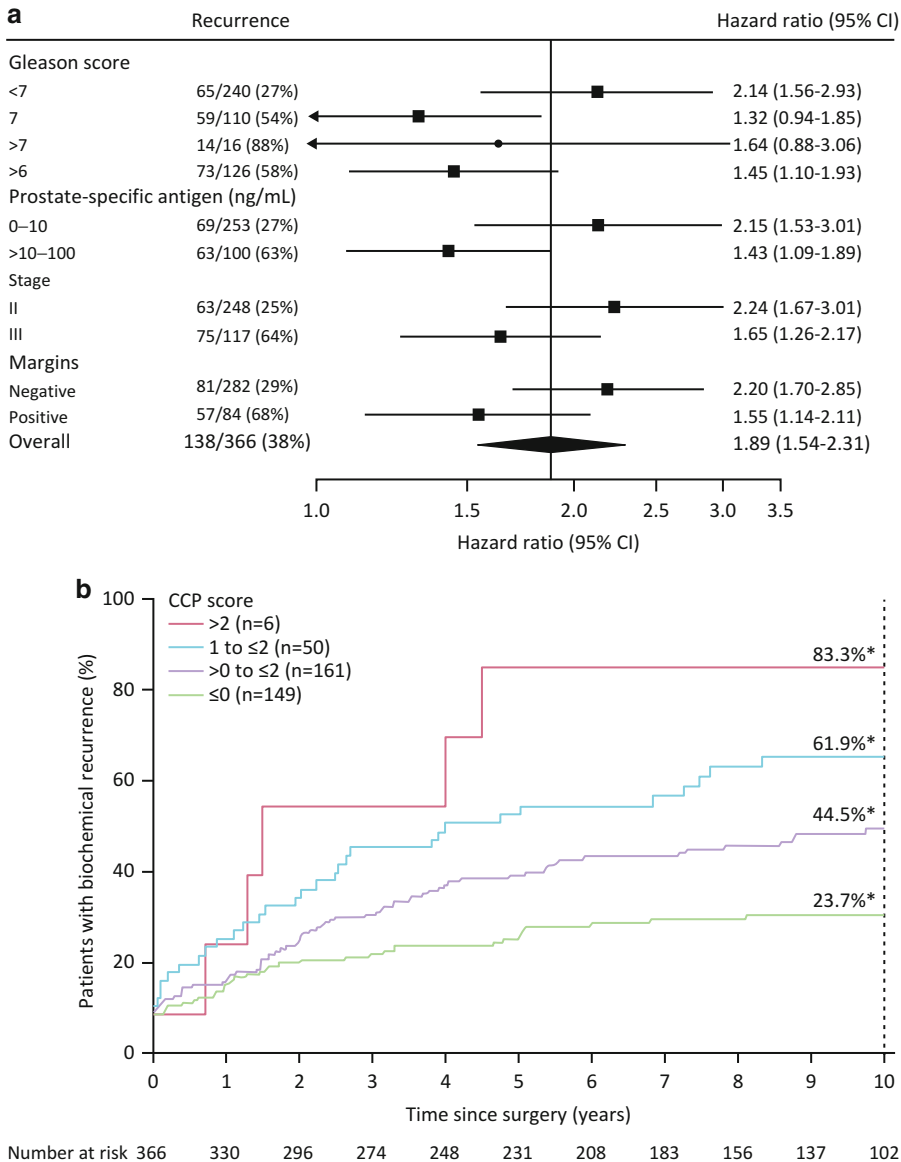 a
Recurrence Hazard ratio (95% CI)
Gleason score
<7 65/240 (27%) 2.14 (1.56-2.93)
7 59/110 (54%) 1.32 (0.94-1.85)
>7 14/16 (88%) 1.64 (0.88-3.06)
>6 73/126 (58%) 1.45 (1.10-1.93)
Prostate-specific antigen (ng/mL)
0–10 69/253 (27%) 2.15 (1.53-3.01)
>10–100 63/100 (63%) 1.43 (1.09-1.89)
Stage
II 63/248 (25%) 2.24 (1.67-3.01)
III 75/117 (64%) 1.65 (1.26-2.17)
Margins
Negative 81/282 (29%) 2.20 (1.70-2.85)
Positive 57/84 (68%) 1.55 (1.14-2.11)
Overall 138/366 (38%) 1.89 (1.54-2.31)
1.0 1.5 2.0 2.5 3.0 3.5
Hazard ratio (95% CI)
b
CCP score
>2 (n=6)
1 to ≤2 (n=50)
>0 to ≤2 (n=161)
≤0 (n=149)
Patients with biochemical recurrence (%)
100
80
60
40
20
0
83.3%*
61.9%*
44.5%*
23.7%*
0 1 2 3 4 5 6 7 8 9 10
Time since surgery (years)
Number at risk 366 330 296 274 248 231 208 183 156 137 102